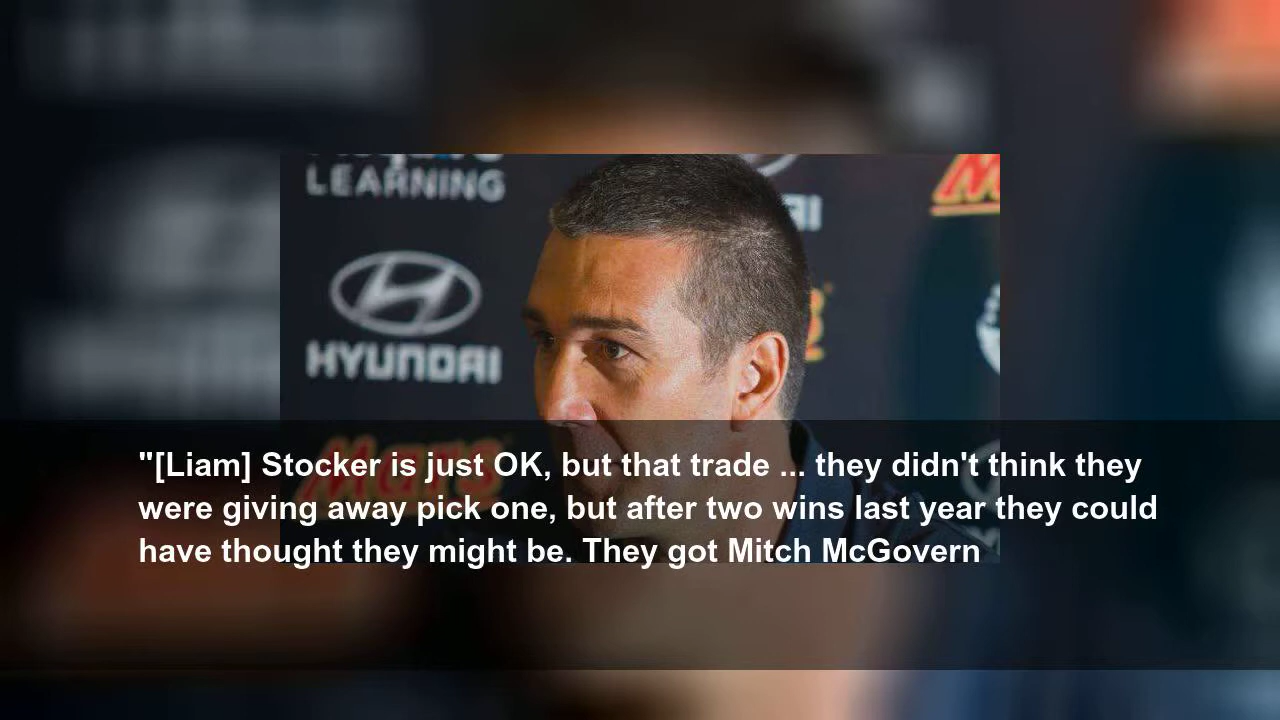 LEARNING
HYUNDAI
Mars
"[Liam] Stocker is just OK, but that trade ... they didn't think they
were giving away pick one, but after two wins last year they could
have thought they might be. They got Mitch McGovern